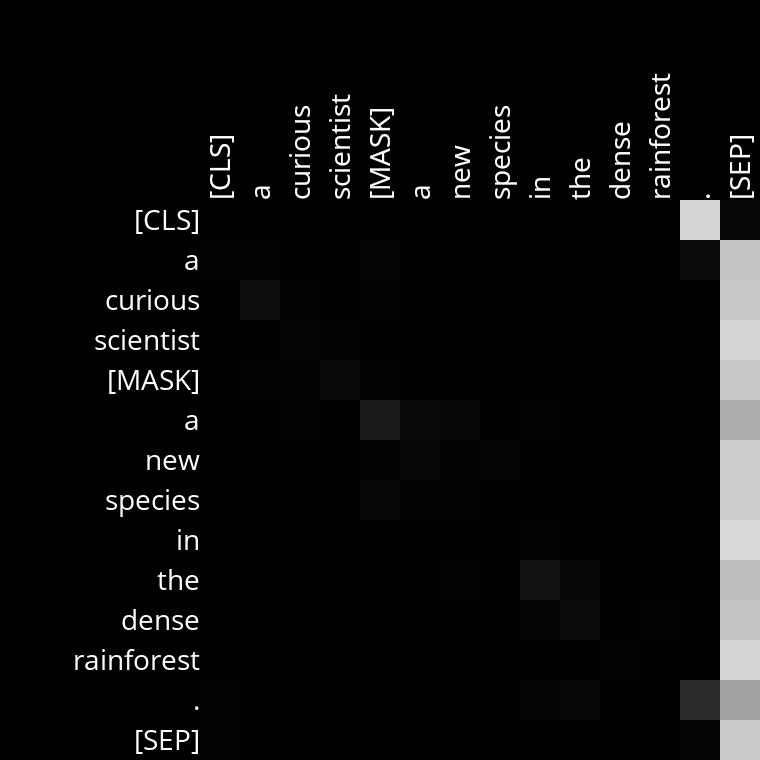 [CLS] a curious scientist [MASK] a new species in the dense rainforest . [SEP]
[CLS]
a
curious
scientist
[MASK]
a
new
species
in
the
dense
rainforest
.
[SEP]